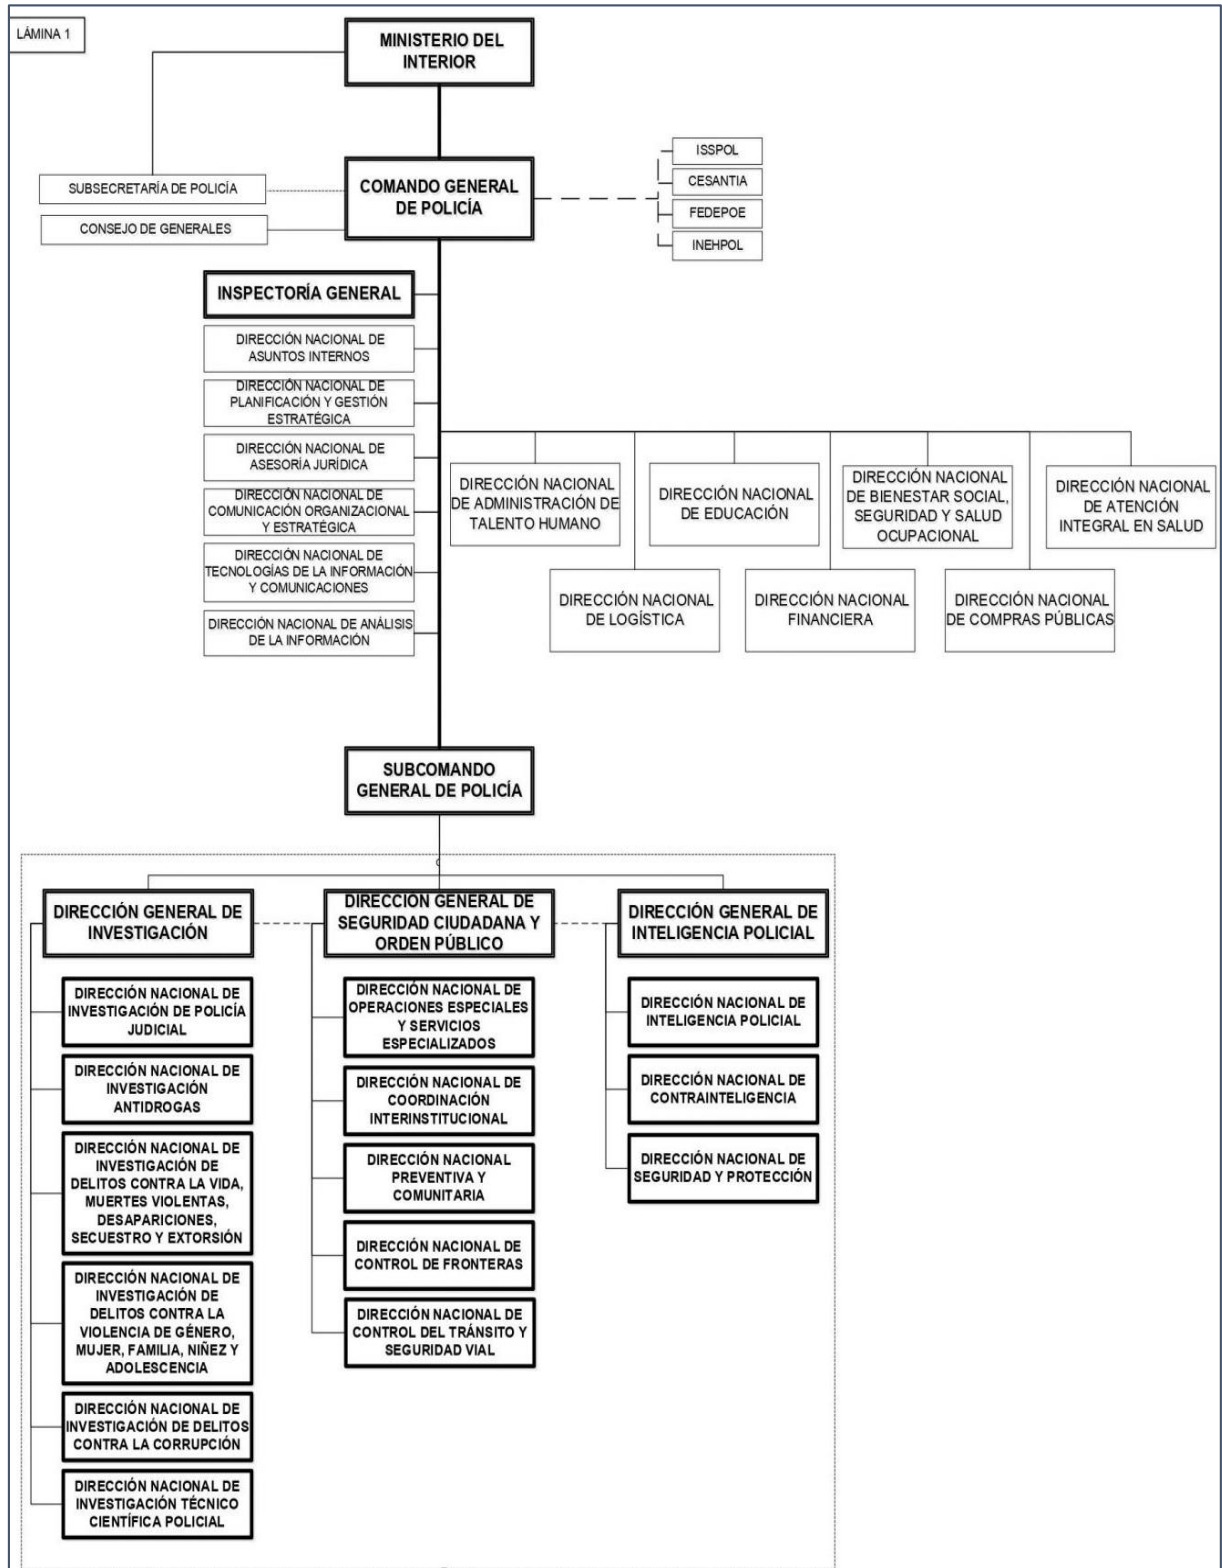 LÁMINA 1
MINISTERIO DEL
INTERIOR
SUBSECRETARÍA DE POLICÍA
CONSEJO DE GENERALES
COMANDO GENERAL
DE POLICÍA
ISSPOL
CESANTIA
FEDEPOE
INEHPOL
INSPECTORÍA GENERAL
DIRECCIÓN NACIONAL DE
ASUNTOS INTERNOS
DIRECCIÓN NACIONAL DE
PLANIFICACIÓN Y GESTIÓN
ESTRATÉGICA
DIRECCIÓN NACIONAL DE
ASESORÍA JURÍDICA
DIRECCIÓN NACIONAL DE
COMUNICACIÓN ORGANIZACIONAL
Y ESTRATÉGICA
DIRECCIÓN NACIONAL DE
TECNOLOGÍAS DE LA INFORMACIÓN
Y COMUNICACIONES
DIRECCIÓN NACIONAL DE ANÁLISIS
DE LA INFORMACIÓN
DIRECCIÓN NACIONAL
DE ADMINISTRACIÓN DE
TALENTO HUMANO
DIRECCIÓN NACIONAL
DE EDUCACIÓN
DIRECCIÓN NACIONAL
DE BIENESTAR SOCIAL,
SEGURIDAD Y SALUD
OCUPACIONAL
DIRECCIÓN NACIONAL
DE ATENCIÓN
INTEGRAL EN SALUD
DIRECCIÓN NACIONAL
DE LOGÍSTICA
DIRECCIÓN NACIONAL
FINANCIERA
DIRECCIÓN NACIONAL
DE COMPRAS PÚBLICAS
SUBCOMANDO
GENERAL DE POLICÍA
DIRECCIÓN GENERAL DE
INVESTIGACIÓN
DIRECCIÓN NACIONAL DE
INVESTIGACIÓN DE POLICÍA
JUDICIAL
DIRECCIÓN NACIONAL DE
INVESTIGACIÓN
ANTIDROGAS
DIRECCIÓN NACIONAL DE
INVESTIGACIÓN DE
DELITOS CONTRA LA VIDA,
MUERTES VIOLENTAS,
DESAPARICIONES,
SECUESTRO Y EXTORSIÓN
DIRECCIÓN NACIONAL DE
INVESTIGACIÓN DE
DELITOS CONTRA LA
VIOLENCIA DE GÉNERO,
MUJER, FAMILIA, NIÑEZ Y
ADOLESCENCIA
DIRECCIÓN NACIONAL DE
INVESTIGACIÓN DE DELITOS
CONTRA LA CORRUPCIÓN
DIRECCIÓN NACIONAL DE
INVESTIGACIÓN TÉCNICO
CIENTÍFICA POLICIAL
DIRECCIÓN GENERAL DE
SEGURIDAD CIUDADANA Y
ORDEN PÚBLICO
DIRECCIÓN NACIONAL DE
OPERACIONES ESPECIALES
Y SERVICIOS
ESPECIALIZADOS
DIRECCIÓN NACIONAL DE
COORDINACIÓN
INTERINSTITUCIONAL
DIRECCIÓN NACIONAL
PREVENTIVA Y
COMUNITARIA
DIRECCIÓN NACIONAL DE
CONTROL DE FRONTERAS
DIRECCIÓN NACIONAL DE
CONTROL DEL TRÁNSITO Y
SEGURIDAD VIAL
DIRECCIÓN GENERAL DE
INTELIGENCIA POLICIAL
DIRECCIÓN NACIONAL DE
INTELIGENCIA POLICIAL
DIRECCIÓN NACIONAL DE
CONTRAINTELIGENCIA
DIRECCIÓN NACIONAL DE
SEGURIDAD Y PROTECCIÓN